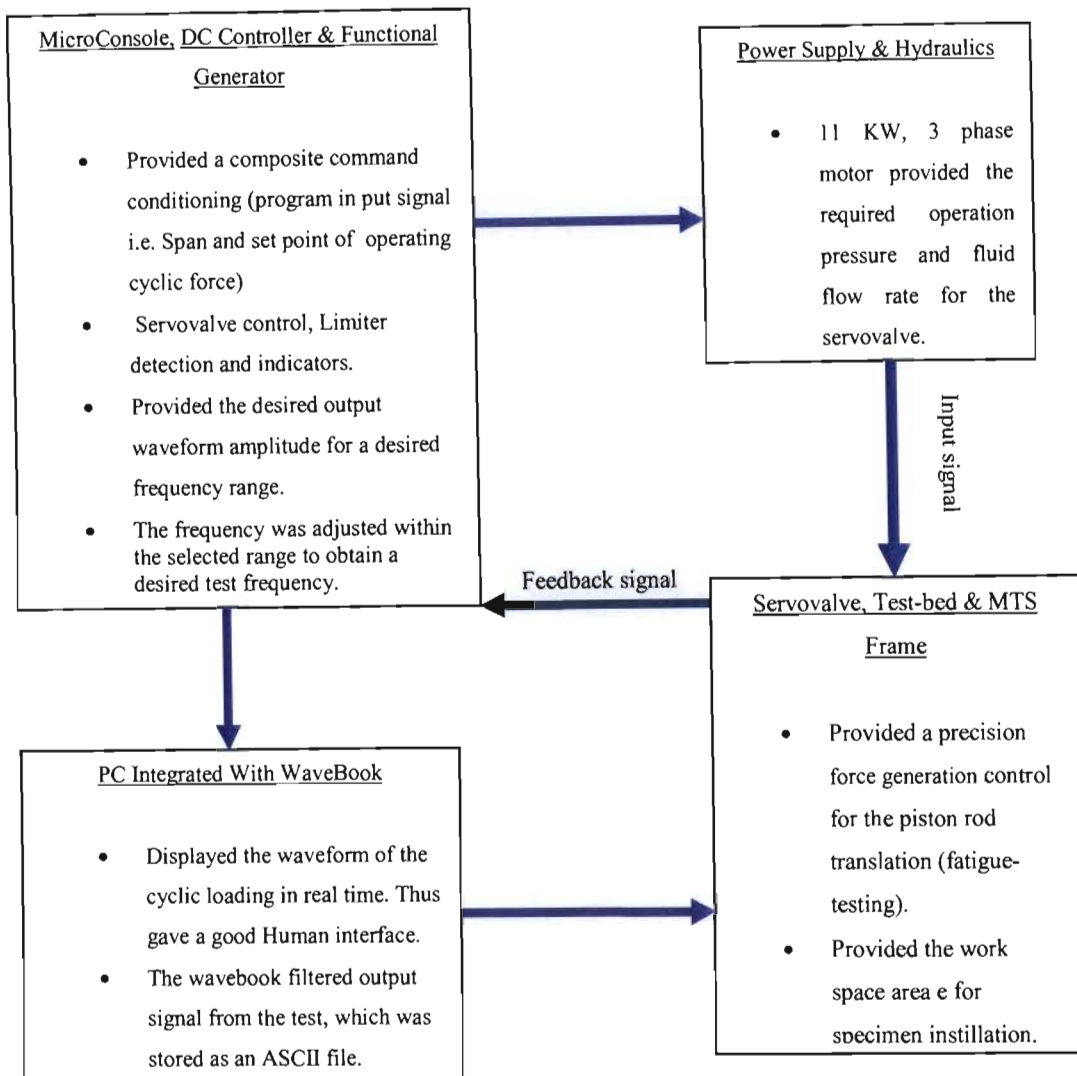 MicroConsole, DC Controller & Functional
Generator
• Provided a composite command
conditioning (program in put signal
i.e. Span and set point of operating
cyclic force)
• Servovalve control, Limiter
detection and indicators.
• Provided the desired output
waveform amplitude for a desired
frequency range.
• The frequency was adjusted within
the selected range to obtain a
desired test frequency.
Power Supply & Hydraulics
• 11 KW, 3 phase
motor provided the
required operation
pressure and fluid
flow rate for the
servovalve.
Input signal
Feedback signal
Servovalve, Test-bed & MTS
Frame
• Provided a precision
force generation control
for the piston rod
translation (fatigue-
testing).
• Provided the work
space area e for
specimen instillation.
PC Integrated With WaveBook
• Displayed the waveform of the
cyclic loading in real time. Thus
gave a good Human interface.
• The wavebook filtered output
signal from the test, which was
stored as an ASCII file.